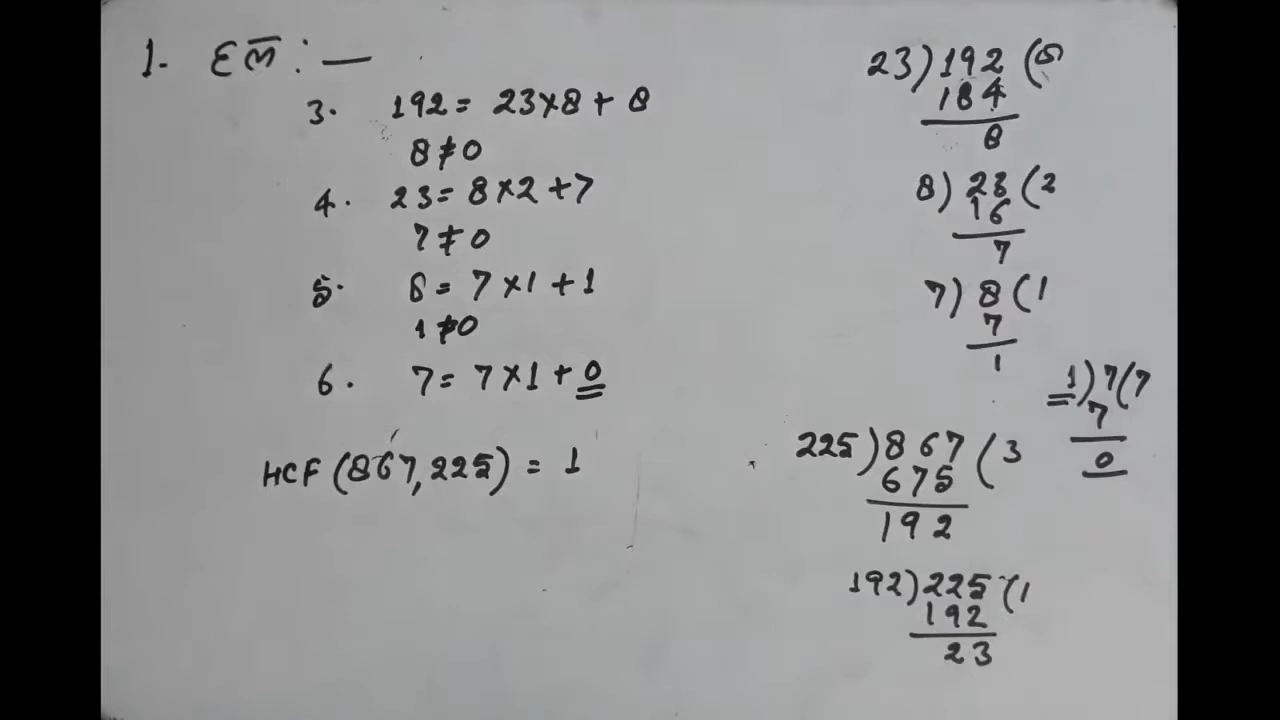 1. : —
3. 192 = 23×8 + 8
8 ≠ 0
4. 23 = 8×2 + 7
7 ≠ 0
5. 8 = 7×1 + 1
1 ≠ 0
6. 7 = 7×1 + 0
HCF (867, 225) = 1
23)192(8
184
8
8)23(2
16
7
7)8(1
7
1
1)7(7
7
0
225)867(3
675
192
192)225(1
192
23